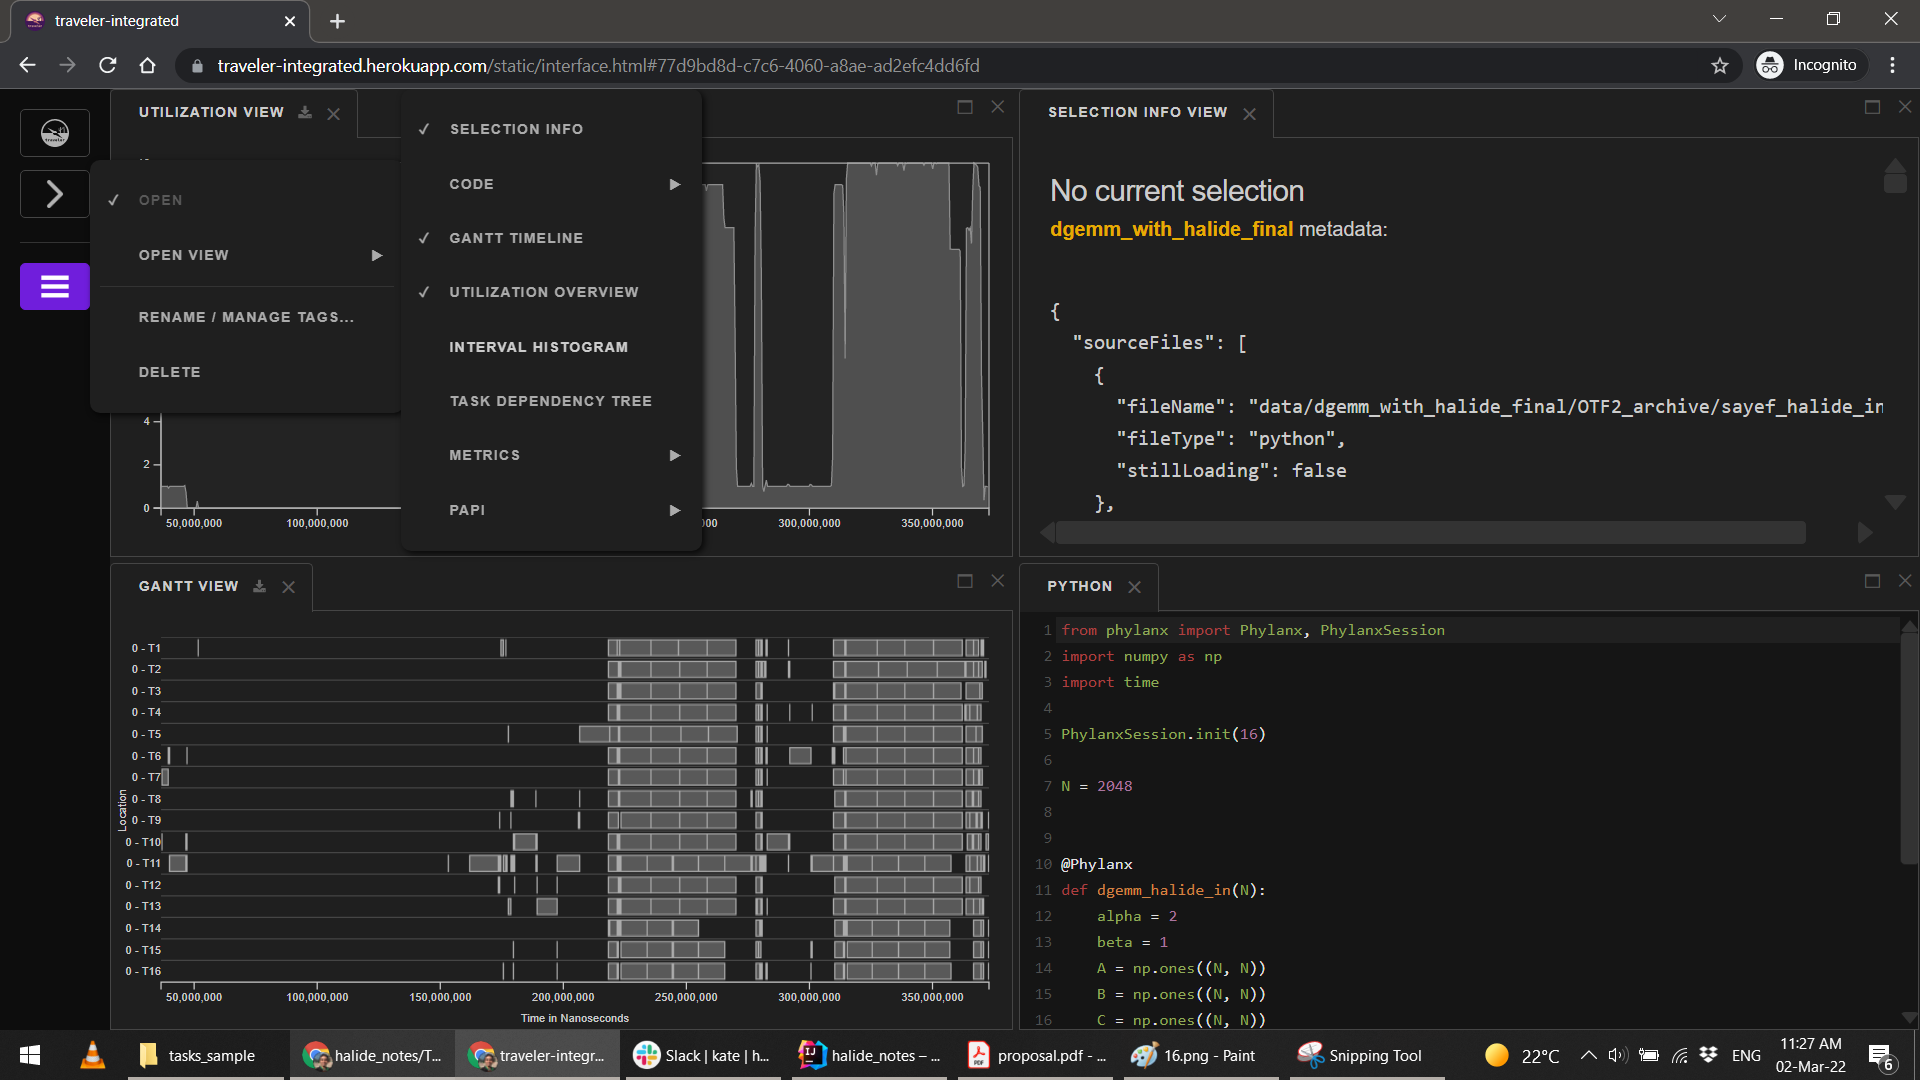 traveler-integrated
traveler-integrated.herokuapp.com/static/interface.html#77d9bd8d-c7c6-4060-a8ae-ad2efc4dd6fd
Incognito
UTILIZATION VIEW
OPEN
OPEN VIEW
RENAME / MANAGE TAGS...
DELETE
SELECTION INFO
CODE
GANTT TIMELINE
UTILIZATION OVERVIEW
INTERVAL HISTOGRAM
TASK DEPENDENCY TREE
METRICS
PAPI
4
2
0
50,000,000
100,000,000
300,000,000
350,000,000
SELECTION INFO VIEW
No current selection
dgemm_with_halide_final metadata:
{
"sourceFiles": [
{
"fileName": "data/dgemm_with_halide_final/OTF2_archive/sayef_halide_in
"fileType": "python",
"stillLoading": false
},
GANTT VIEW
0 - T1
0 - T2
0 - T3
0 - T4
0 - T5
0 - T6
0 - T7
0 - T8
0 - T9
0 - T10
0 - T11
0 - T12
0 - T13
0 - T14
0 - T15
0 - T16
Location
50,000,000
100,000,000
150,000,000
200,000,000
250,000,000
300,000,000
350,000,000
Time in Nanoseconds
PYTHON
1 from phylanx import Phylanx, PhylanxSession
2 import numpy as np
3 import time
4
5 PhylanxSession.init(16)
6
7 N = 2048
8
9
10 @Phylanx
11 def dgemm_halide_in(N):
12 alpha = 2
13 beta = 1
14 A = np.ones((N, N))
15 B = np.ones((N, N))
16 C = np.ones((N, N))
tasks_sample
halide_notes/T...
traveler-integr...
Slack | kate | h...
halide_notes – ...
proposal.pdf - ...
16.png - Paint
Snipping Tool
22°C
ENG
11:27 AM
02-Mar-22
6